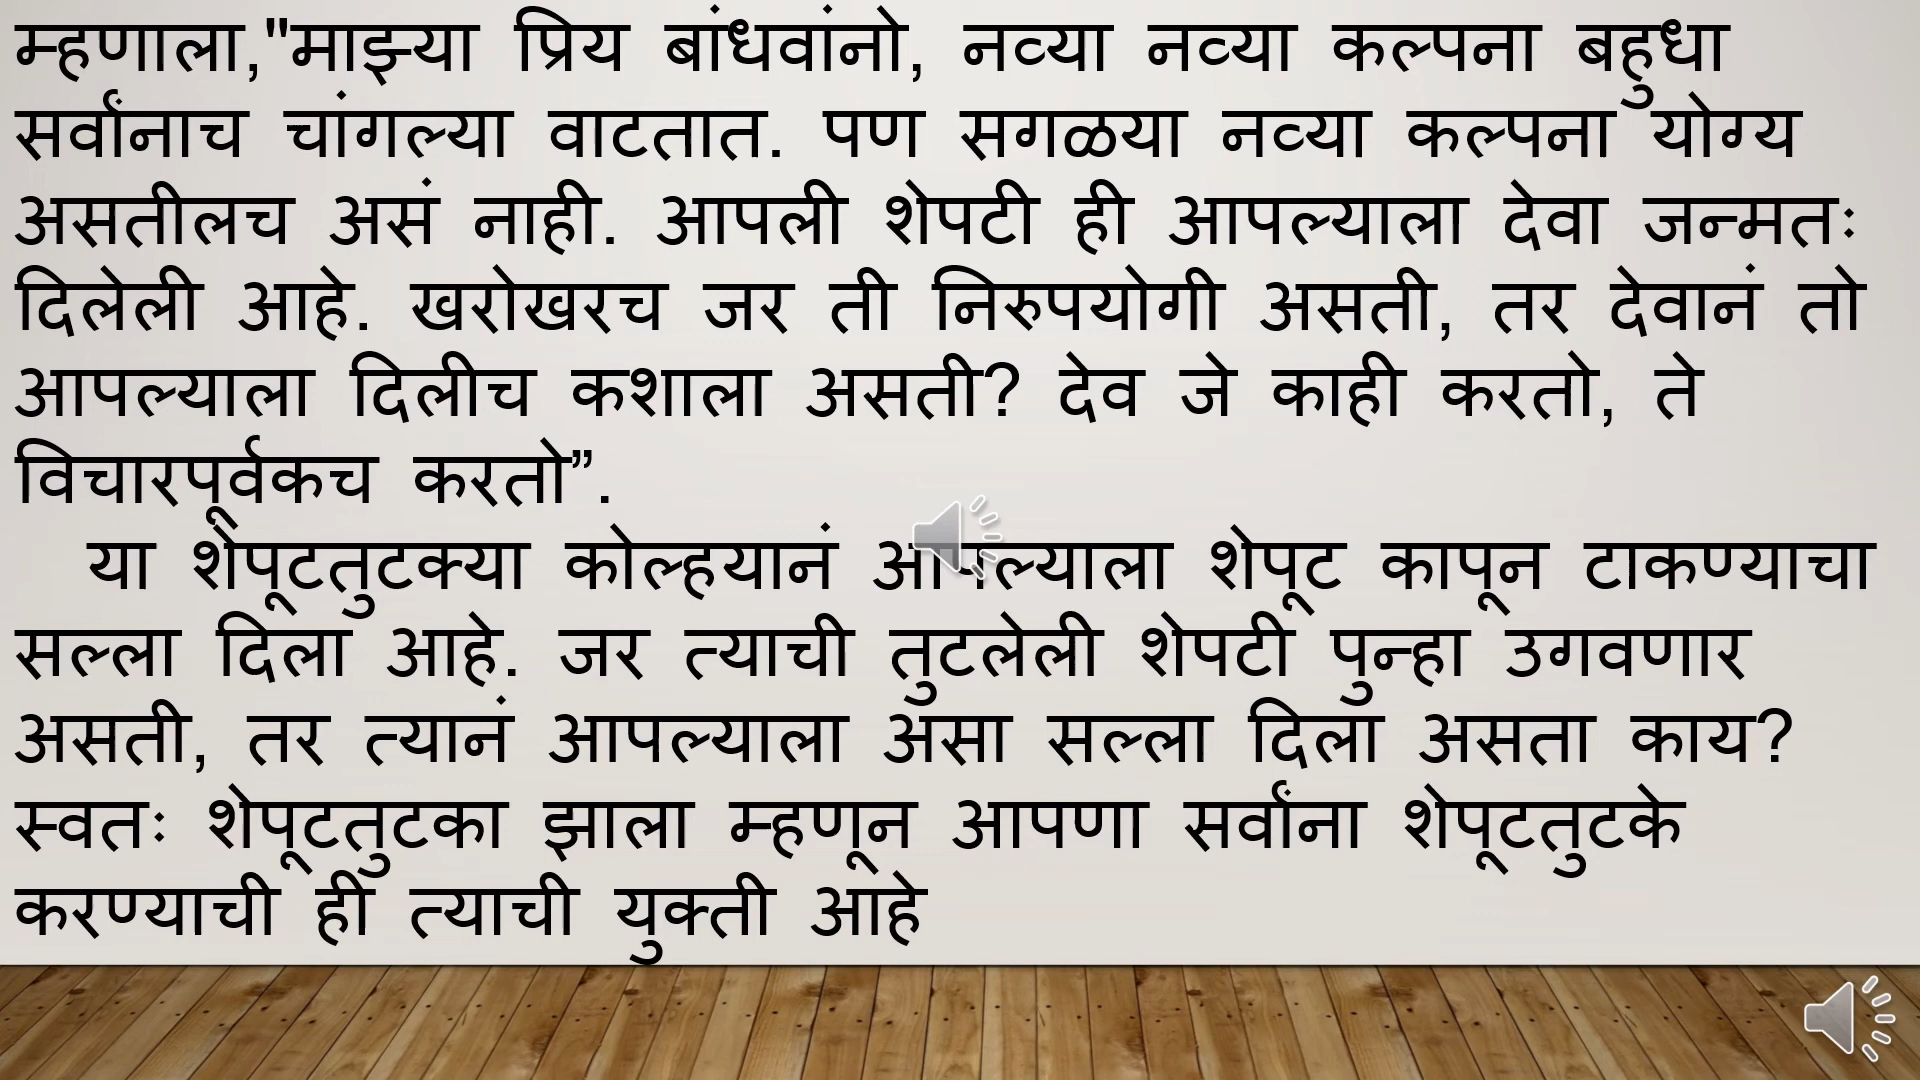 म्हणाला,"माझ्या प्रिय बांधवांनो, नव्या नव्या कल्पना बहुधा
सर्वांनाच चांगल्या वाटतात. पण सगळया नव्या कल्पना योग्य
असतीलच असं नाही. आपली शेपटी ही आपल्याला देवा जन्मतः
दिलेली आहे. खरोखरच जर ती निरुपयोगी असती, तर देवानं तो
आपल्याला दिलीच कशाला असती? देव जे काही करतो, ते
विचारपूर्वकच करतो”.
या शेपूटतुटक्या कोल्हयानं आपल्याला शेपूट कापून टाकण्याचा
सल्ला दिला आहे. जर त्याची तुटलेली शेपटी पुन्हा उगवणार
असती, तर त्यानं आपल्याला असा सल्ला दिला असता काय?
स्वतः शेपूटतुटका झाला म्हणून आपणा सर्वांना शेपूटतुटके
करण्याची ही त्याची युक्ती आहे